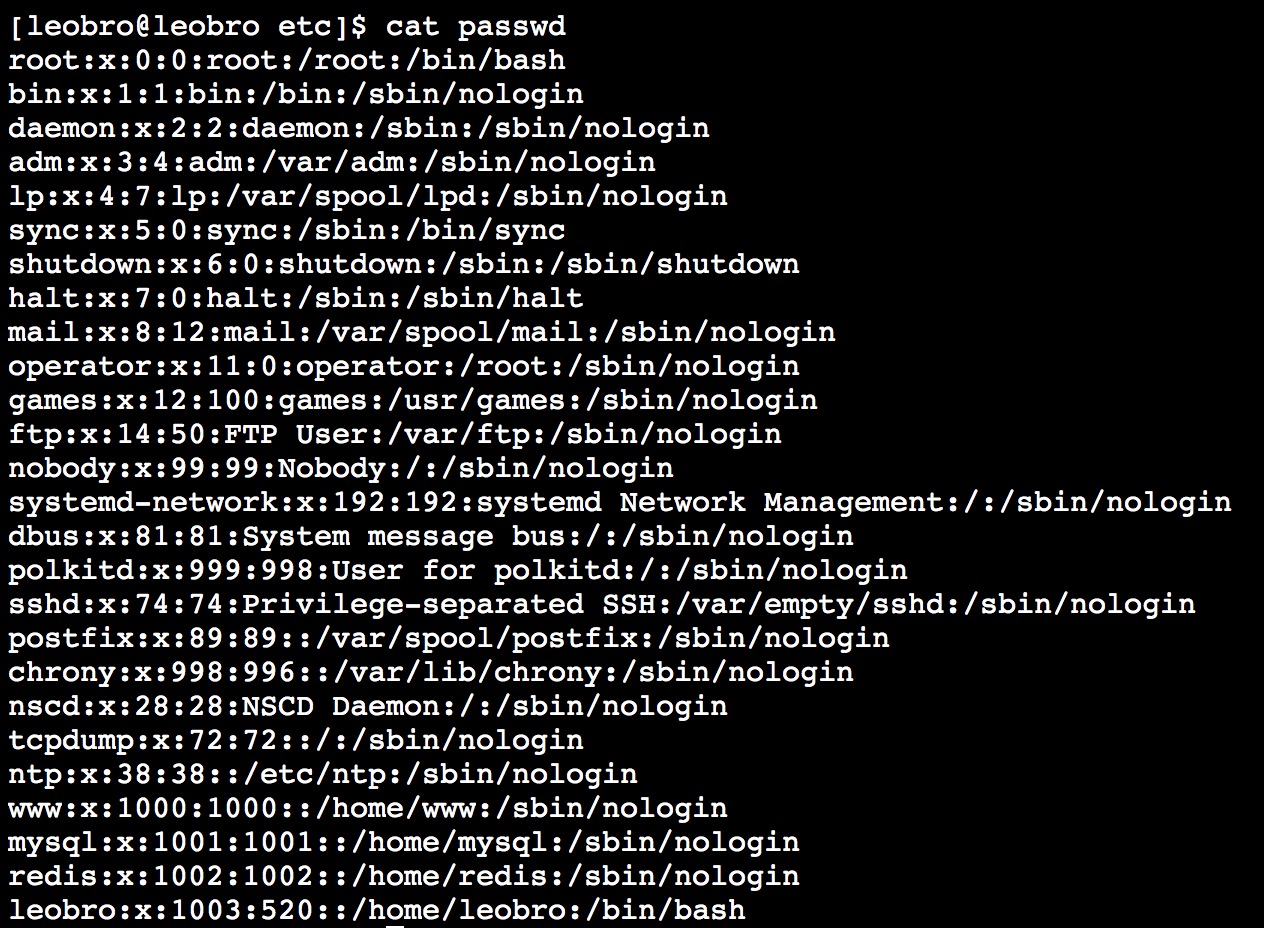 [leobro@leobro etc]$ cat passwd
root:x:0:0:root:/root:/bin/bash
bin:x:1:1:bin:/bin:/sbin/nologin
daemon:x:2:2:daemon:/sbin:/sbin/nologin
adm:x:3:4:adm:/var/adm:/sbin/nologin
lp:x:4:7:lp:/var/spool/lpd:/sbin/nologin
sync:x:5:0:sync:/sbin:/bin/sync
shutdown:x:6:0:shutdown:/sbin:/sbin/shutdown
halt:x:7:0:halt:/sbin:/sbin/halt
mail:x:8:12:mail:/var/spool/mail:/sbin/nologin
operator:x:11:0:operator:/root:/sbin/nologin
games:x:12:100:games:/usr/games:/sbin/nologin
ftp:x:14:50:FTP User:/var/ftp:/sbin/nologin
nobody:x:99:99:Nobody:/:/sbin/nologin
systemd-network:x:192:192:systemd Network Management:/:/sbin/nologin
dbus:x:81:81:System message bus:/:/sbin/nologin
polkitd:x:999:998:User for polkitd:/:/sbin/nologin
sshd:x:74:74:Privilege-separated SSH:/var/empty/sshd:/sbin/nologin
postfix:x:89:89::/var/spool/postfix:/sbin/nologin
chrony:x:998:996::/var/lib/chrony:/sbin/nologin
nscd:x:28:28:NSCD Daemon:/:/sbin/nologin
tcpdump:x:72:72::/:/sbin/nologin
ntp:x:38:38::/etc/ntp:/sbin/nologin
www:x:1000:1000::/home/www:/sbin/nologin
mysql:x:1001:1001::/home/mysql:/sbin/nologin
redis:x:1002:1002::/home/redis:/sbin/nologin
leobro:x:1003:520::/home/leobro:/bin/bash